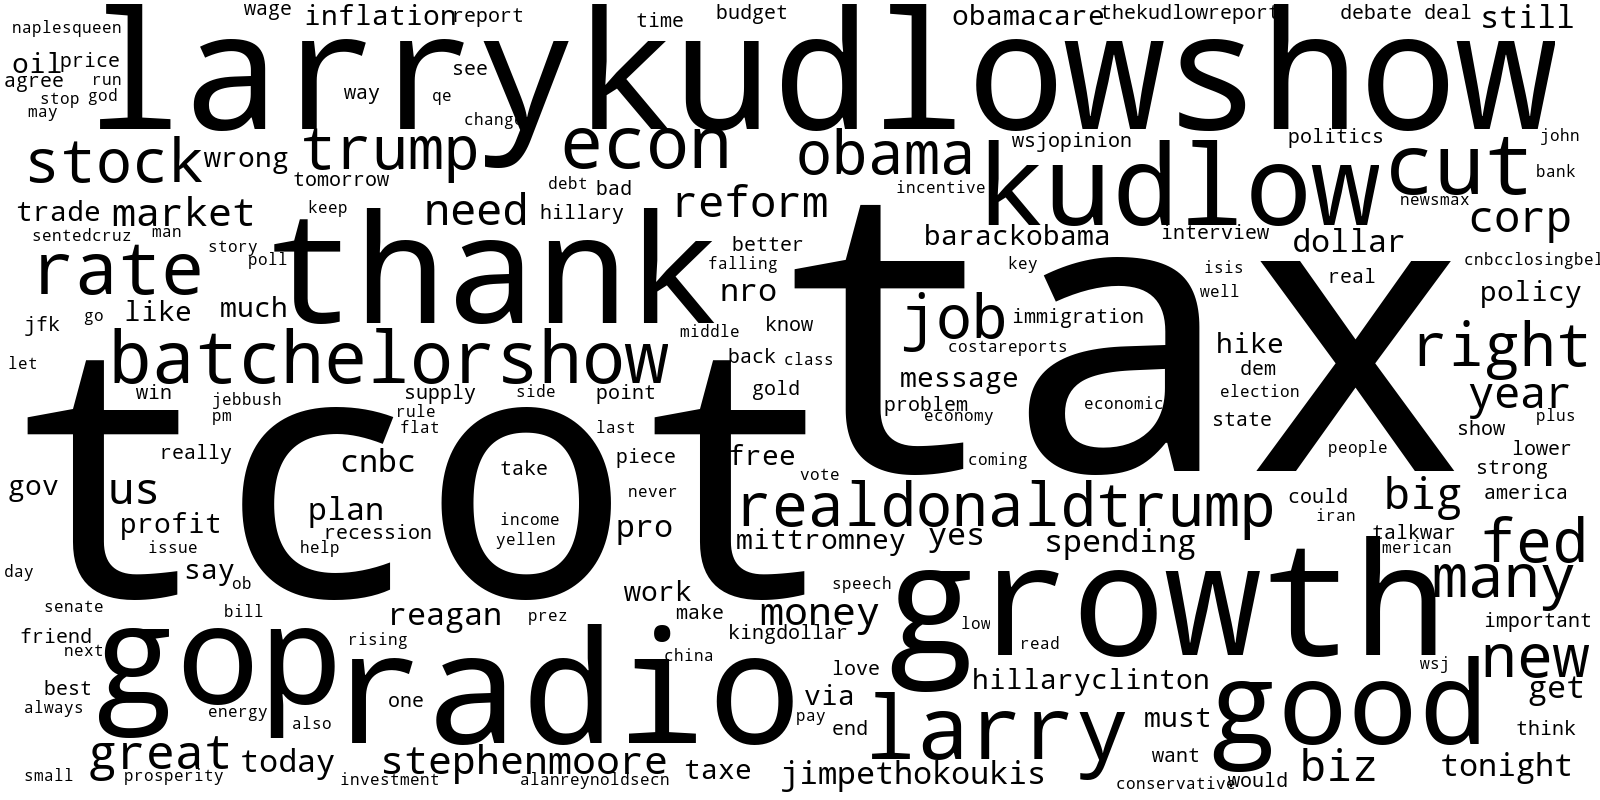 naplesqueen wage inflation report time budget obamacare thekudlowreport debate deal still
larrykudlowshow
oil price agree run stop god may way see qe change
stock wrong trump econ obama wsjopinion kudlow politics cut john bank
tomorrow debt bad incentive newsmax
trade market keep need hillary reform barackobama interview dollar corp
sentedcruz man story poll thank better falling tax key isis well real cnbcclosingbel
rate like much nro job immigration policy
jfk go batchelorshow middle know costareports hike right
let back class message dem
win jebbush pm supply side point gold problem economy economic election state year plus
tcot rule flat last show
really cnbc take piece free vote coming people lower strong
gov us plan never realdonaldtrump could iran big america
profit recession income yellen pro mittromney yes spending talkwar american fed
issue help
day say ob work speech growth many
senate bill reagan prez make money important
friend next gop rising radio kingdollar low read new
china wsj
best always energy also one love via hillaryclinton good get
pay end larry must think
great today stephenmoore taxe jimpethokoukis want biz tonight
small prosperity investment alanreynoldsecn conservative would